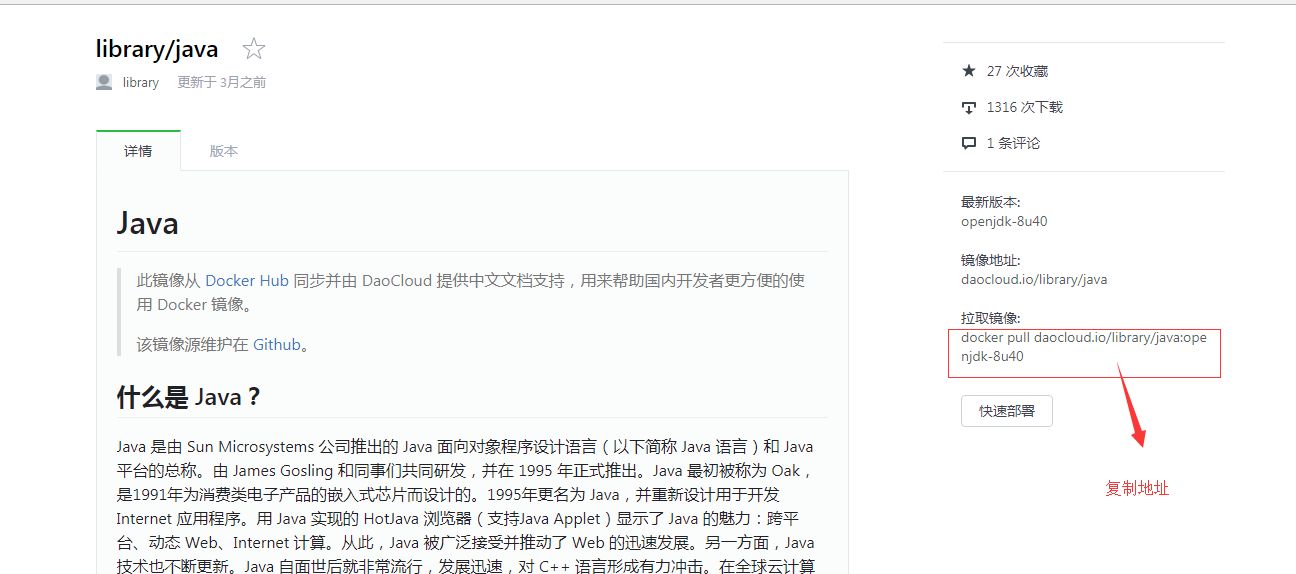 library/java
library 更新于 3月之前
详情 版本
Java
此镜像从 Docker Hub 同步并由 DaoCloud 提供中文文档支持，用来帮助国内开发者更方便的使
用 Docker 镜像。
该镜像源维护在 Github。
什么是 Java？
Java 是由 Sun Microsystems 公司推出的 Java 面向对象程序设计语言（以下简称 Java 语言）和 Java
平台的总称。由 James Gosling 和同事们共同研发，并在 1995 年正式推出。Java 最初被称为 Oak，
是1991年为消费类电子产品的嵌入式芯片而设计的。1995年更名为 Java，并重新设计用于开发
Internet 应用程序。用 Java 实现的 HotJava 浏览器（支持Java Applet）显示了 Java 的魅力：跨平
台、动态 Web、Internet 计算。从此，Java 被广泛接受并推动了 Web 的迅速发展。另一方面，Java
技术也不断更新。Java 自面世后就非常流行，发展迅速，对 C++ 语言形成有力冲击。在全球云计算
27 次收藏
1316 次下载
1 条评论
最新版本:
openjdk-8u40
镜像地址:
daocloud.io/library/java
拉取镜像:
docker pull daocloud.io/library/java:ope
njdk-8u40
快速部署
复制地址